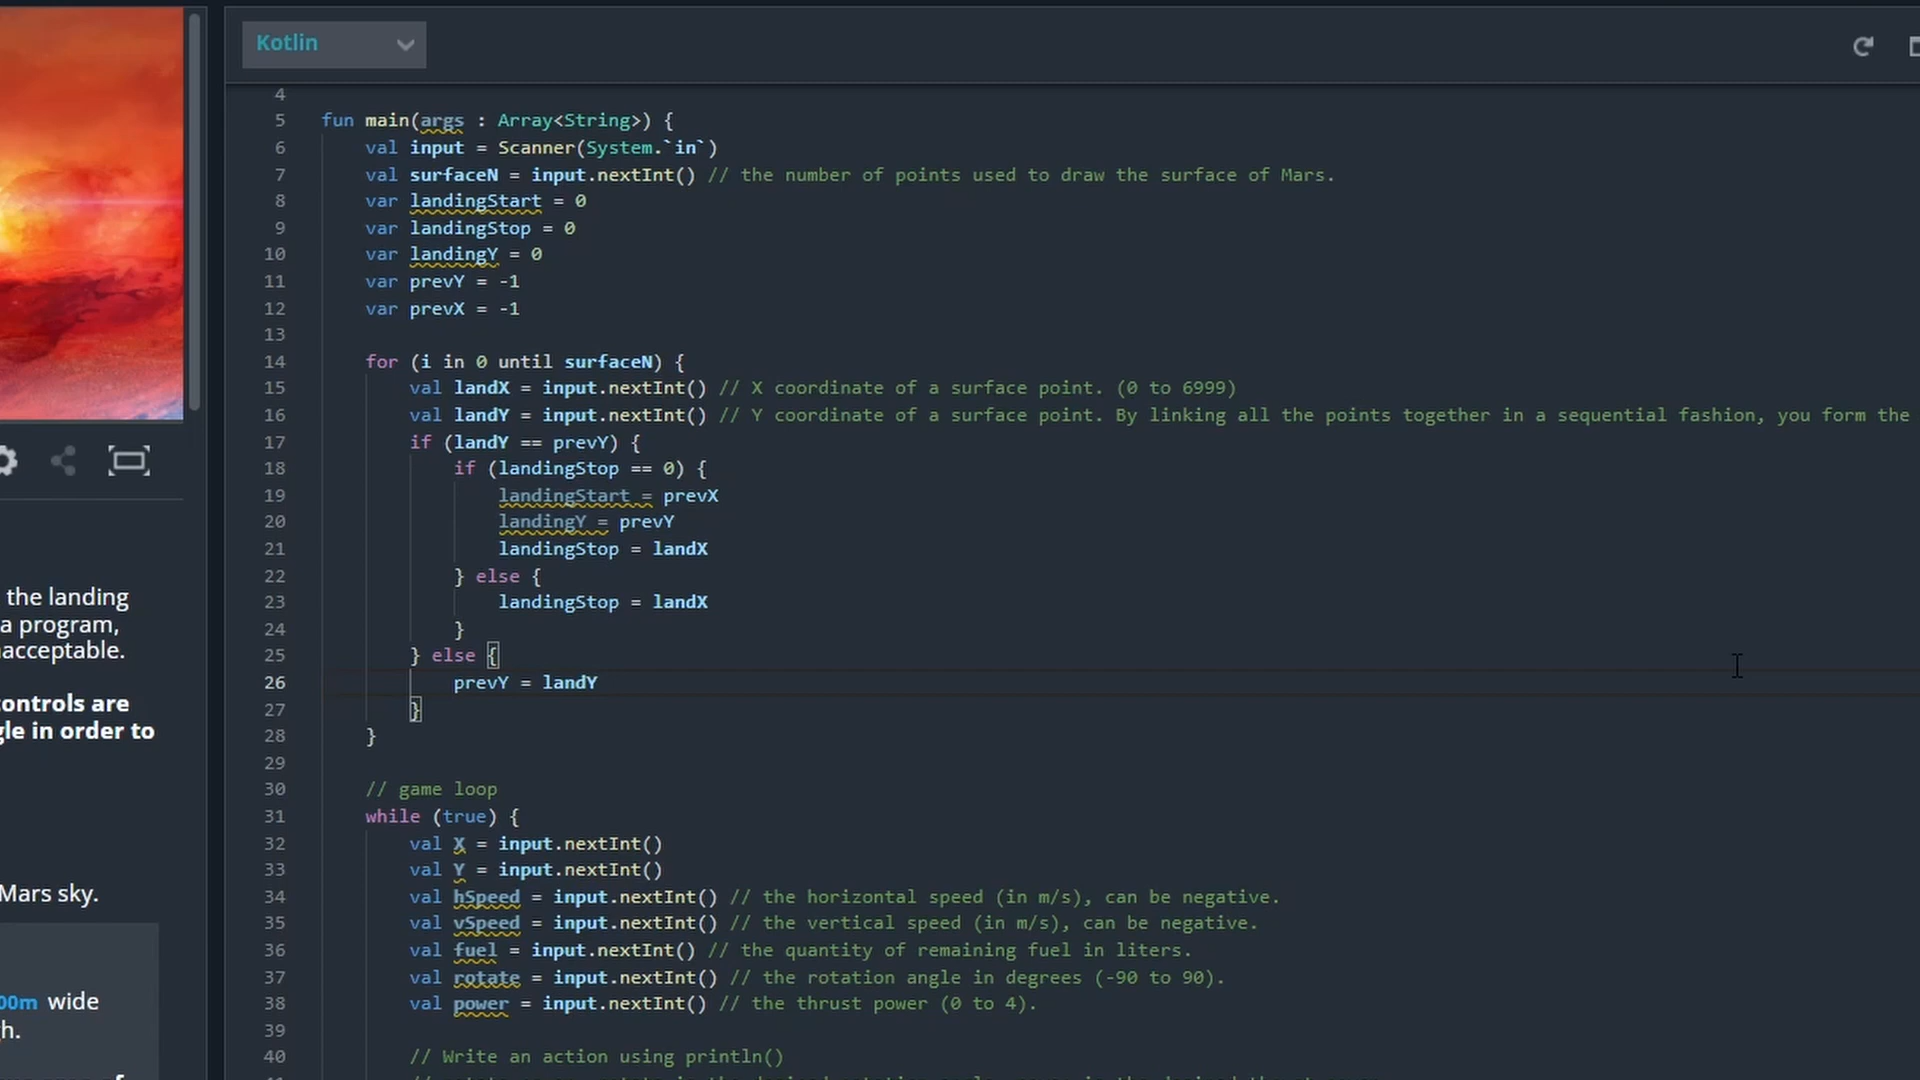 Kotlin
the landing
a program,
acceptable.
ontrols are
gle in order to
Mars sky.
00m wide
h.
4
5 fun main(args : Array<String>) {
6 val input = Scanner(System.`in`)
7 val surfaceN = input.nextInt() // the number of points used to draw the surface of Mars.
8 var landingStart = 0
9 var landingStop = 0
10 var landingY = 0
11 var prevY = -1
12 var prevX = -1
13
14 for (i in 0 until surfaceN) {
15 val landX = input.nextInt() // X coordinate of a surface point. (0 to 6999)
16 val landY = input.nextInt() // Y coordinate of a surface point. By linking all the points together in a sequential fashion, you form the
17 if (landY == prevY) {
18 if (landingStop == 0) {
19 landingStart = prevX
20 landingY = prevY
21 landingStop = landX
22 } else {
23 landingStop = landX
24 }
25 } else {
26 prevY = landY
27 }
28 }
29
30 // game loop
31 while (true) {
32 val X = input.nextInt()
33 val Y = input.nextInt()
34 val hSpeed = input.nextInt() // the horizontal speed (in m/s), can be negative.
35 val vSpeed = input.nextInt() // the vertical speed (in m/s), can be negative.
36 val fuel = input.nextInt() // the quantity of remaining fuel in liters.
37 val rotate = input.nextInt() // the rotation angle in degrees (-90 to 90).
38 val power = input.nextInt() // the thrust power (0 to 4).
39
40 // Write an action using println()